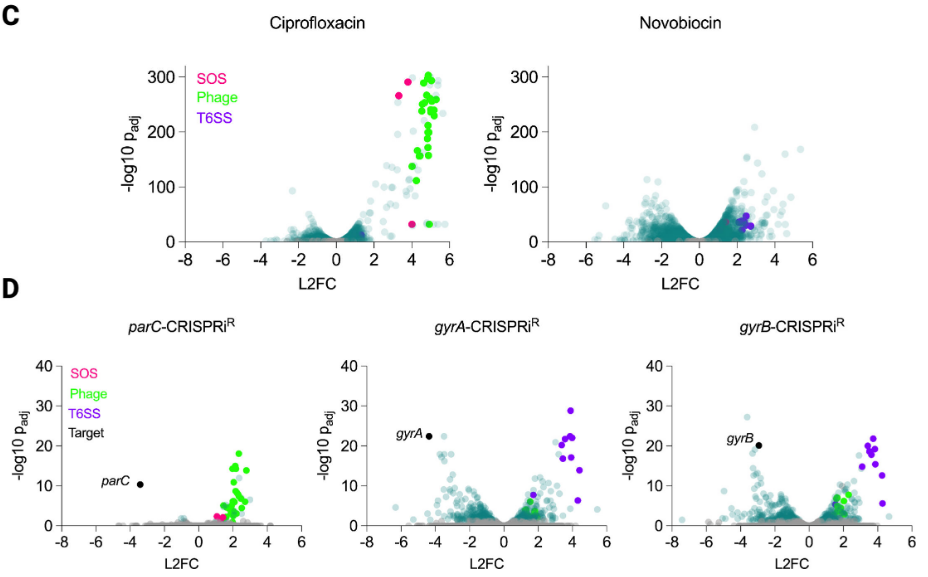 C
Ciprofloxacin
Novobiocin
300
200
100
0
-log10 padj
SOS
Phage
T6SS
-8 -6 -4 -2 0 2 4 6
L2FC
300
200
100
0
-log10 padj
-8 -6 -4 -2 0 2 4 6
L2FC
D
parC-CRISPRiR
gyrA-CRISPRiR
gyrB-CRISPRiR
40
30
20
10
0
-log10 padj
SOS
Phage
T6SS
Target
parC
-8 -6 -4 -2 0 2 4 6
L2FC
40
30
20
10
0
-log10 padj
gyrA
-8 -6 -4 -2 0 2 4 6
L2FC
40
30
20
10
0
-log10 padj
gyrB
-8 -6 -4 -2 0 2 4 6
L2FC